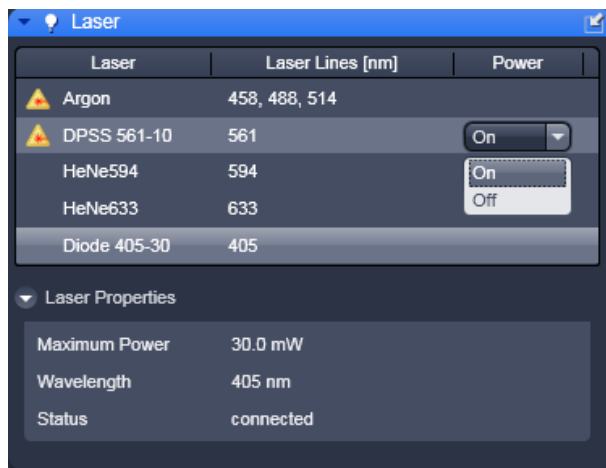 Laser
Laser Laser Lines [nm] Power
Argon 458, 488, 514
DPSS 561-10 561 On
HeNe594 594 On
HeNe633 633 Off
Diode 405-30 405
Laser Properties
Maximum Power 30.0 mW
Wavelength 405 nm
Status connected